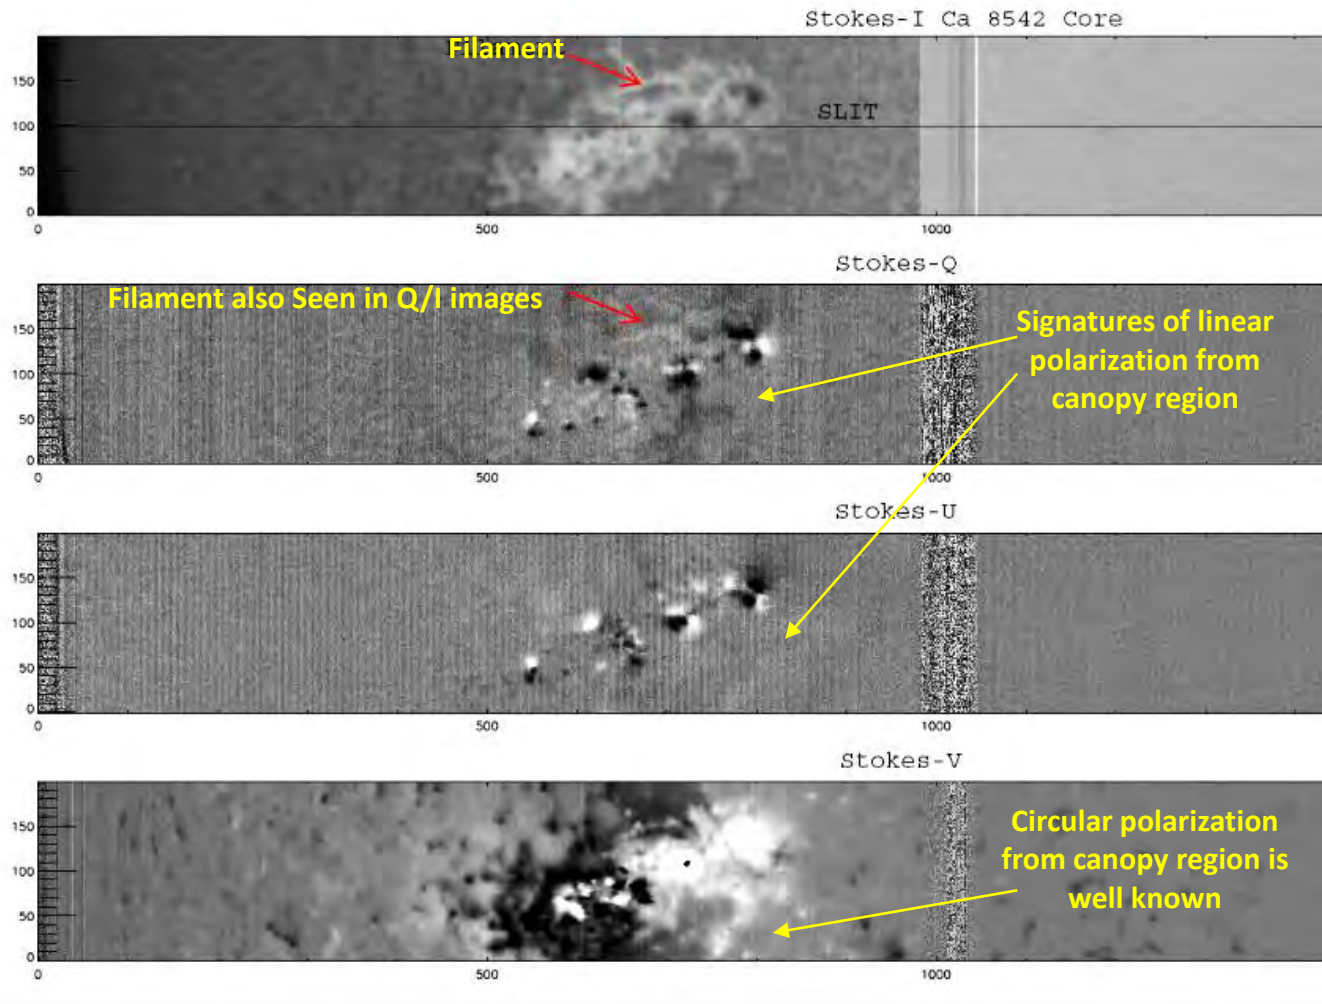 Stokes-I Ca 8542 Core
Filament
SLIT
150
100
50
0
0
500
1000
Stokes-Q
Filament also Seen in Q/I images
Signatures of linear
polarization from
canopy region
150
100
50
0
0
500
1000
Stokes-U
150
100
50
0
0
500
1000
Stokes-V
Circular polarization
from canopy region is
well known
150
100
50
0
0
500
1000